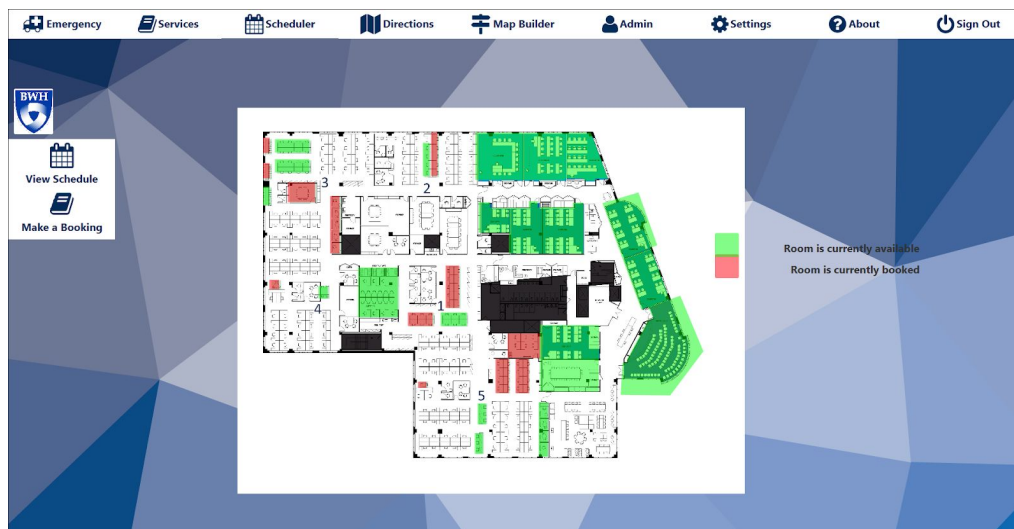 Emergency
Services
Scheduler
Directions
Map Builder
Admin
Settings
About
Sign Out
BWH
View Schedule
Make a Booking
3
2
4
1
5
Room is currently available
Room is currently booked